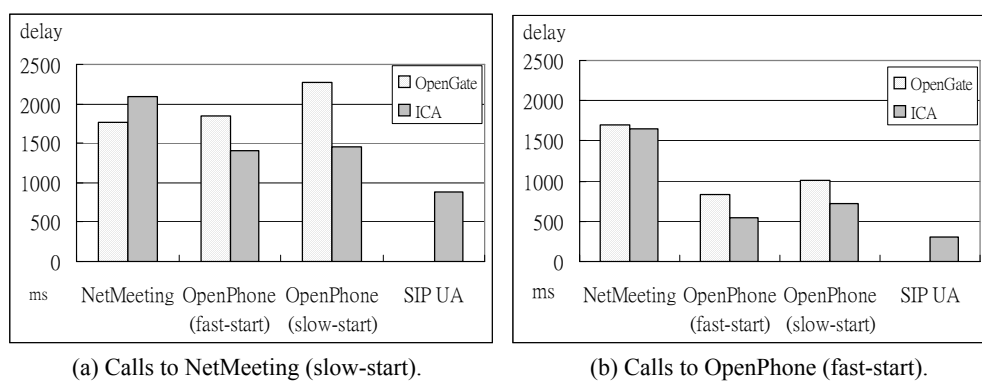 delay
2500
2000
1500
1000
500
0
OpenGate
ICA
ms
NetMeeting OpenPhone OpenPhone SIP UA
(fast-start) (slow-start)
(a) Calls to NetMeeting (slow-start).
delay
2500
2000
1500
1000
500
0
OpenGate
ICA
ms
NetMeeting OpenPhone OpenPhone SIP UA
(fast-start) (slow-start)
(b) Calls to OpenPhone (fast-start).